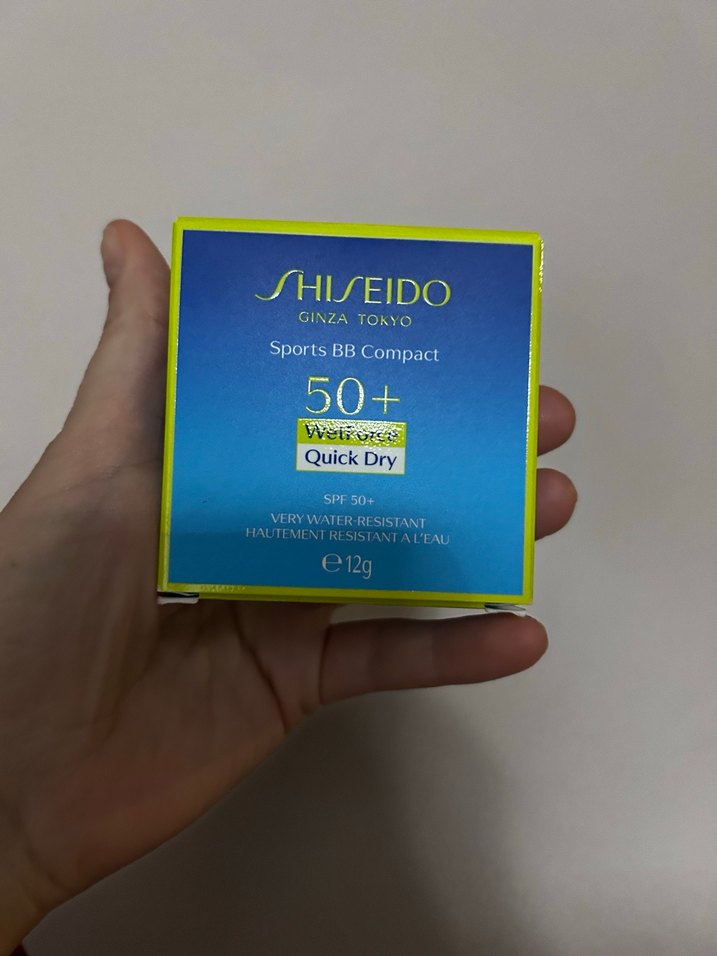 SHISEIDO
GINZA TOKYO
Sports BB Compact
50+
WetForce
Quick Dry
SPF 50+
VERY WATER-RESISTANT
HAUTEMENT RESISTANT A L'EAU
℮12g